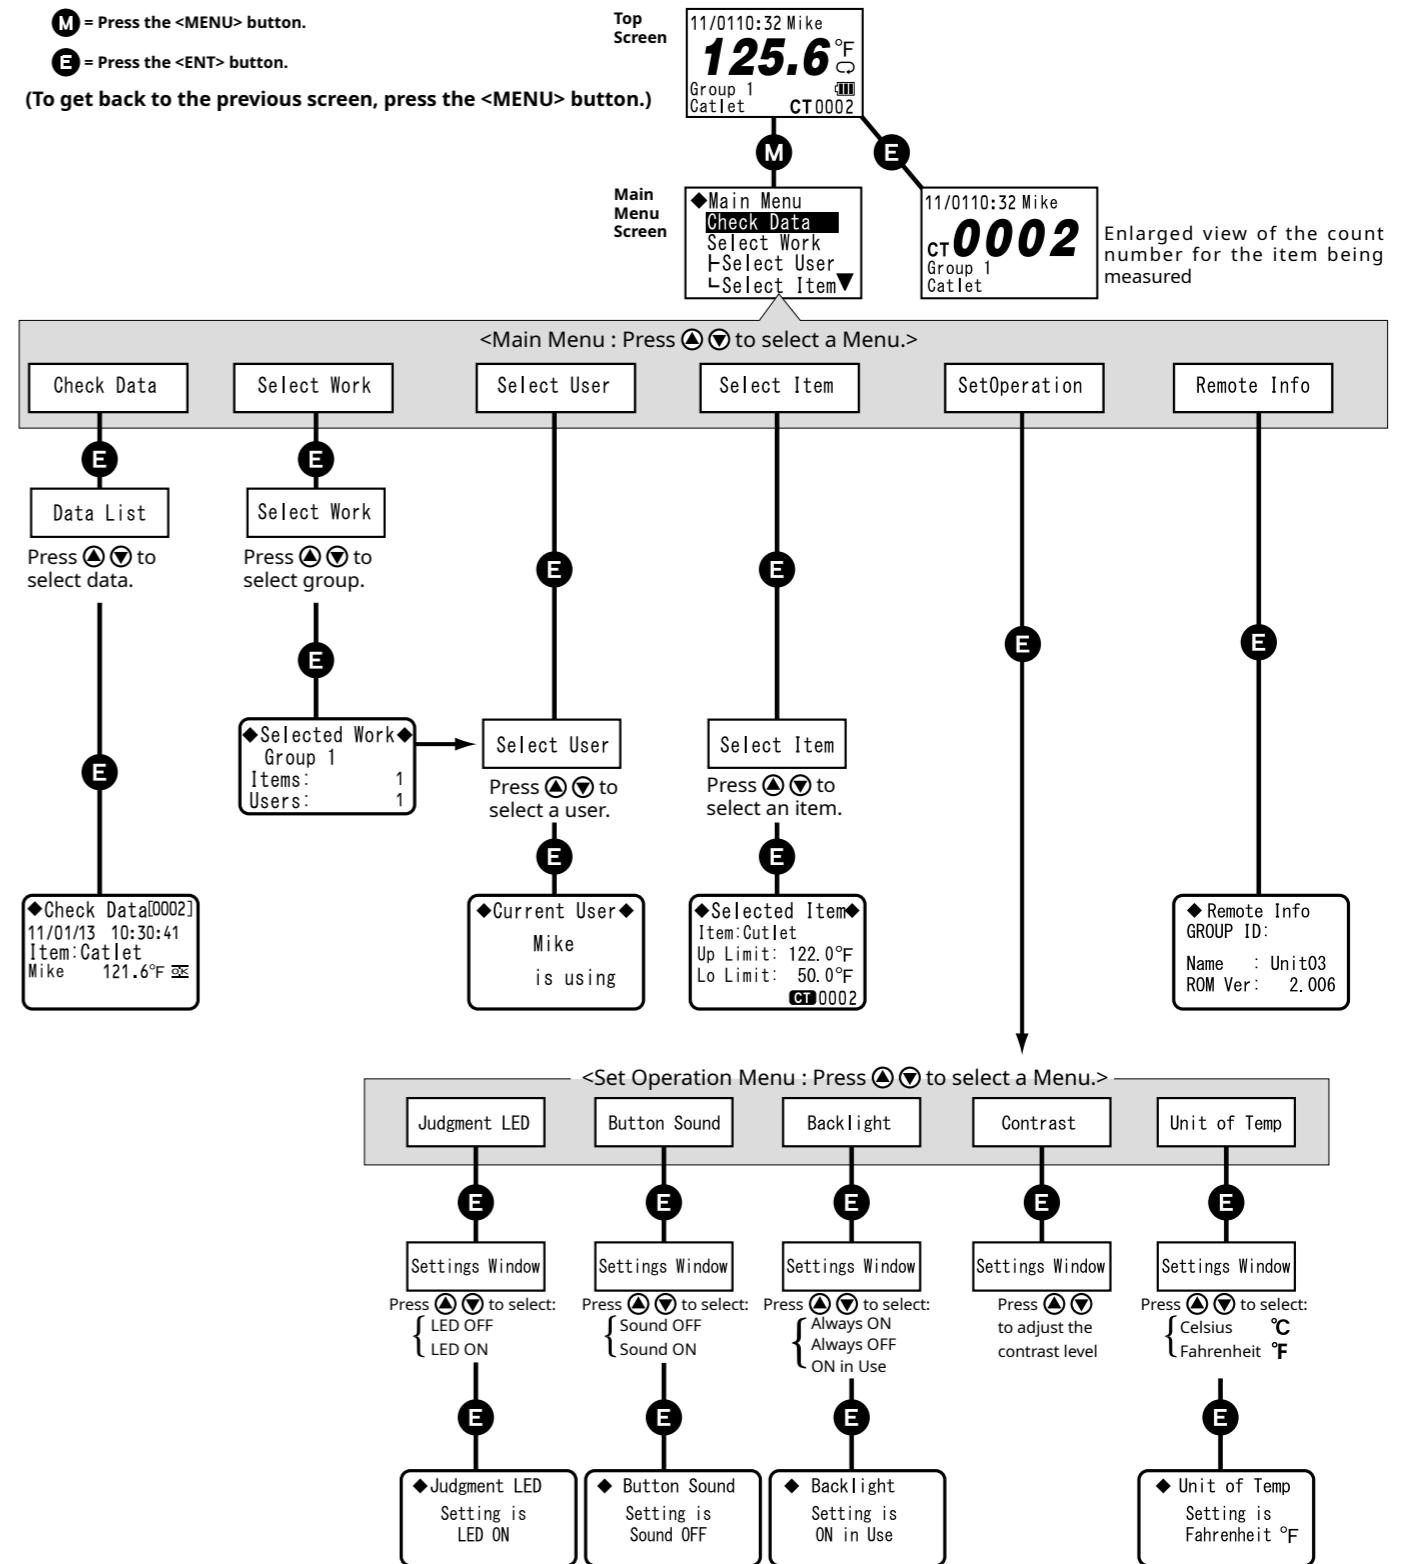 M = Press the <MENU> button.
E = Press the <ENT> button.
(To get back to the previous screen, press the <MENU> button.)
Top
Screen
11/0110:32 Mike
125.6 °F
Group 1
Catlet CT0002
M
E
Main
Menu
Screen
◆Main Menu
Check Data
Select Work
├Select User
└Select Item▼
11/0110:32 Mike
CT0002
Group 1
Catlet
Enlarged view of the count
number for the item being
measured
<Main Menu : Press ▲ ▼ to select a Menu.>
Check Data
Select Work
Select User
Select Item
SetOperation
Remote Info
E
E
E
E
E
E
Data List
Press ▲ ▼ to
select data.
Select Work
Press ▲ ▼ to
select group.
E
E
◆Selected Work◆
Group 1
Items: 1
Users: 1
Select User
Press ▲ ▼ to
select a user.
Select Item
Press ▲ ▼ to
select an item.
E
E
◆Check Data[0002]
11/01/13 10:30:41
Item:Catlet
Mike 121.6°F OK
◆Current User◆
Mike
is using
◆Selected Item◆
Item:Cutlet
Up Limit: 122.0°F
Lo Limit: 50.0°F
CT0002
◆ Remote Info
GROUP ID:
Name : Unit03
ROM Ver: 2.006
<Set Operation Menu : Press ▲ ▼ to select a Menu.>
Judgment LED
Button Sound
Backlight
Contrast
Unit of Temp
E
E
E
E
E
Settings Window
Settings Window
Settings Window
Settings Window
Settings Window
Press ▲ ▼ to select:
LED OFF
LED ON
Press ▲ ▼ to select:
Sound OFF
Sound ON
Press ▲ ▼ to select:
Always ON
Always OFF
ON in Use
Press ▲ ▼
to adjust the
contrast level
Press ▲ ▼ to select:
Celsius °C
Fahrenheit °F
E
E
E
E
◆Judgment LED
Setting is
LED ON
◆ Button Sound
Setting is
Sound OFF
◆ Backlight
Setting is
ON in Use
◆ Unit of Temp
Setting is
Fahrenheit °F